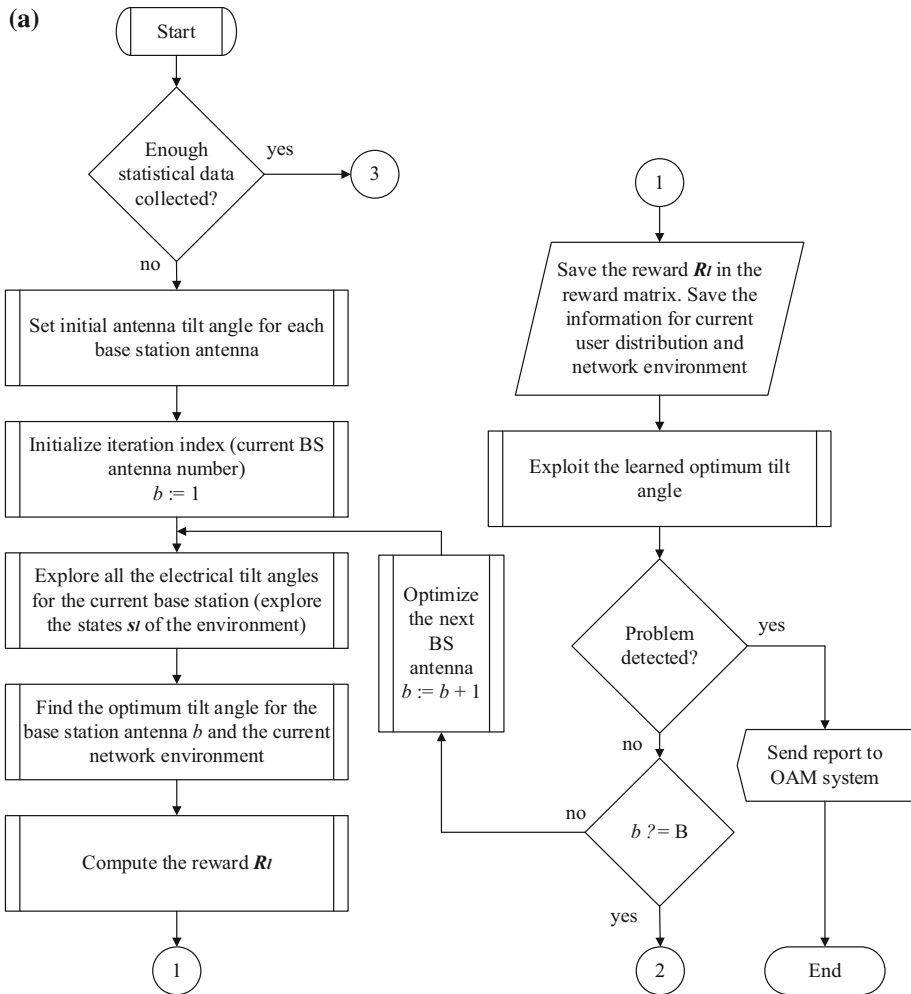 (a)
Start
Enough
statistical data
collected?
yes
3
no
Set initial antenna tilt angle for each
base station antenna
Initialize iteration index (current BS
antenna number)
b := 1
Explore all the electrical tilt angles
for the current base station (explore
the states sl of the environment)
Find the optimum tilt angle for the
base station antenna b and the current
network environment
Compute the reward Rl
1
Optimize
the next
BS
antenna
b := b + 1
1
Save the reward Rl in the
reward matrix. Save the
information for current
user distribution and
network environment
Exploit the learned optimum tilt
angle
Problem
detected?
yes
no
Send report to
OAM system
no
b ?= B
yes
2
End